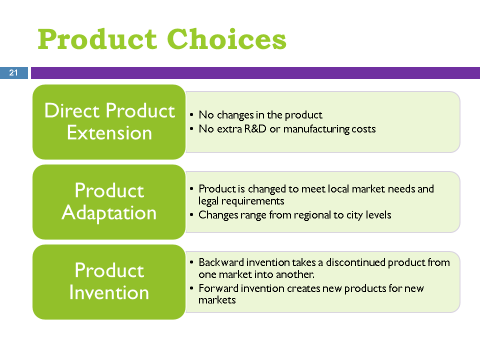 Product Choices
21
Direct Product
Extension
• No changes in the product
• No extra R&D or manufacturing costs
Product
Adaptation
• Product is changed to meet local market needs and
legal requirements
• Changes range from regional to city levels
Product
Invention
• Backward invention takes a discontinued product from
one market into another.
• Forward invention creates new products for new
markets